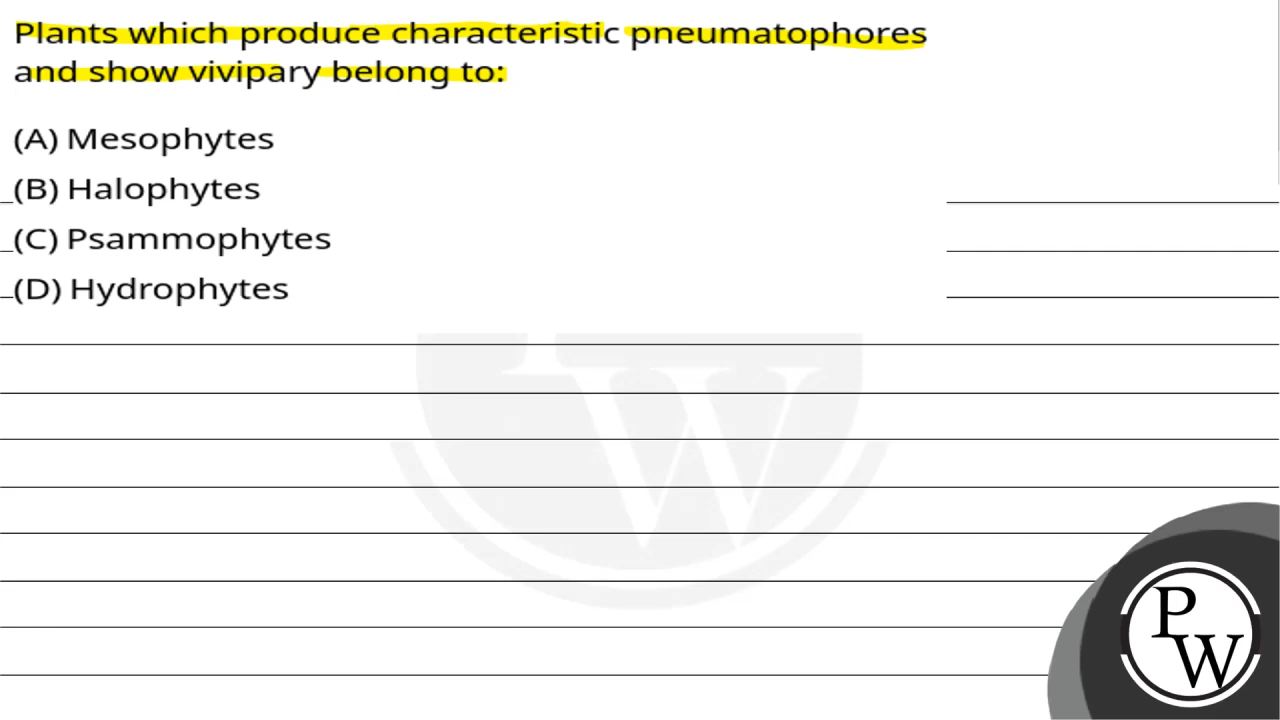 Plants which produce characteristic pneumatophores
and show vivipary belong to:
(A) Mesophytes
(B) Halophytes
(C) Psammophytes
(D) Hydrophytes
W
P
W